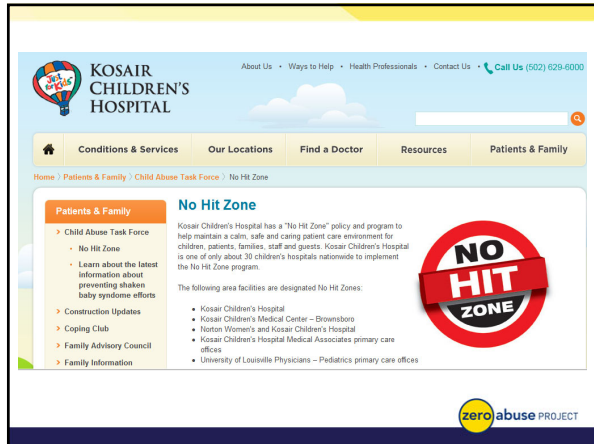 Just
for Kids
KOSAIR
CHILDREN'S
HOSPITAL
About Us • Ways to Help • Health Professionals • Contact Us • Call Us (502) 629-6000
Conditions & Services Our Locations Find a Doctor Resources Patients & Family
Home > Patients & Family > Child Abuse Task Force > No Hit Zone
Patients & Family
> Child Abuse Task Force
• No Hit Zone
• Learn about the latest
information about
preventing shaken
baby syndome efforts
> Construction Updates
> Coping Club
> Family Advisory Council
> Family Information
No Hit Zone
Kosair Children's Hospital has a "No Hit Zone" policy and program to
help maintain a calm, safe and caring patient care environment for
children, patients, families, staff and guests. Kosair Children's Hospital
is one of only about 30 children's hospitals nationwide to implement
the No Hit Zone program.
The following area facilities are designated No Hit Zones:
• Kosair Children's Hospital
• Kosair Children's Medical Center – Brownsboro
• Norton Women's and Kosair Children's Hospital
• Kosair Children's Hospital Medical Associates primary care
offices
• University of Louisville Physicians – Pediatrics primary care offices
NO
HIT
ZONE
zero abuse PROJECT